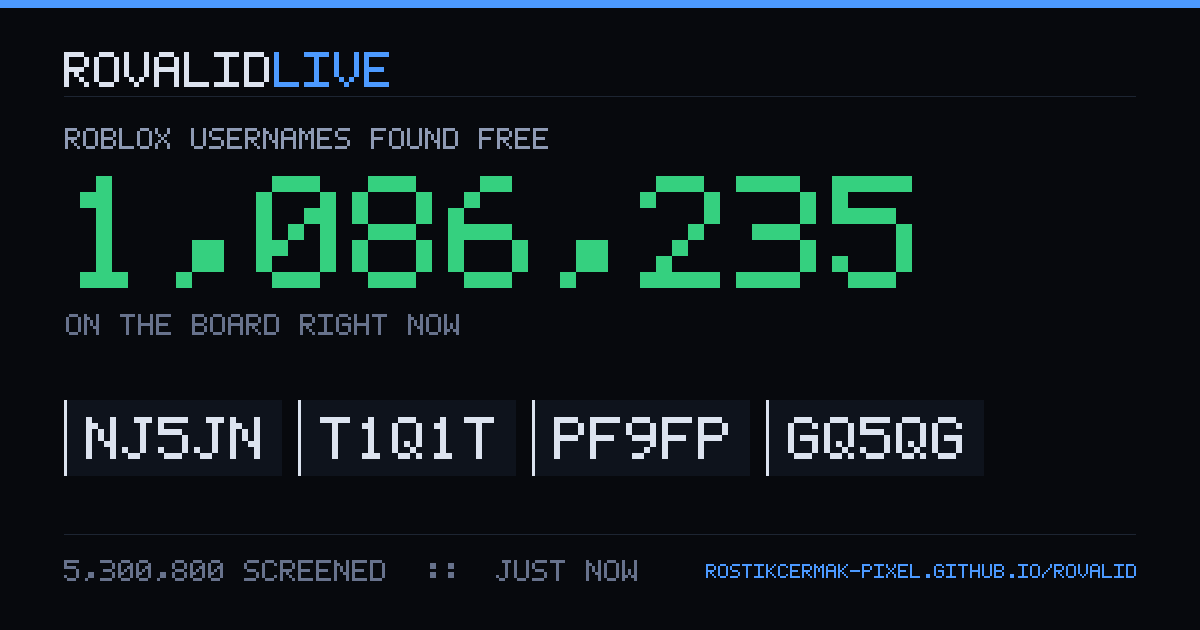 ROVALIDLIVE
ROBLOX USERNAMES FOUND FREE
1,086,235
ON THE BOARD RIGHT NOW
NJ5JN T1Q1T PF9FP GQ5QG
5,300,800 SCREENED :: JUST NOW ROSTIKCERMAK-PIXEL.GITHUB.IO/ROVALID